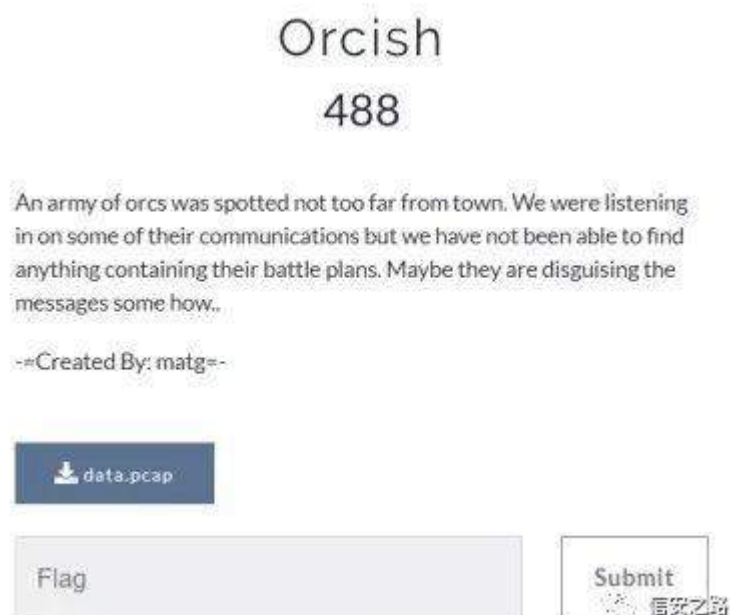 Orcish
488
An army of orcs was spotted not too far from town. We were listening
in on some of their communications but we have not been able to find
anything containing their battle plans. Maybe they are disguising the
messages some how..
-=Created By: matg=-
data.pcap
Flag
Submit
信安之路